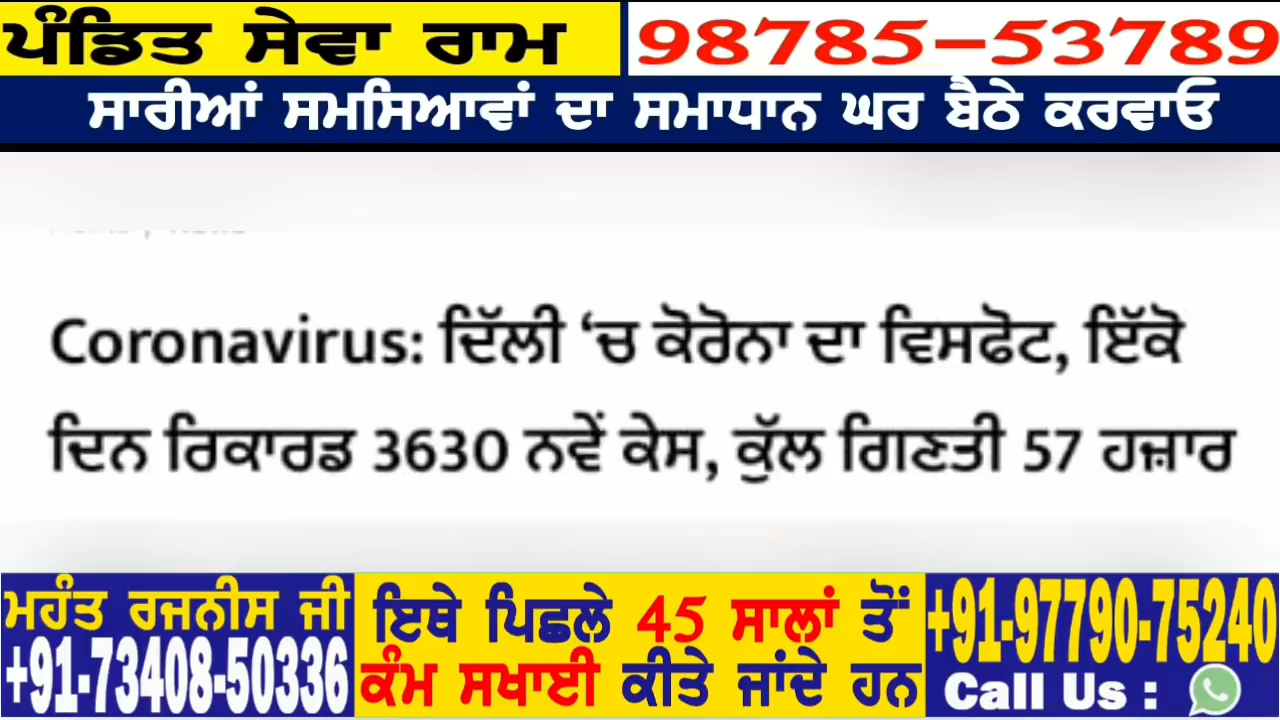 ਪੰਡਿਤ ਸੇਵਾ ਰਾਮ 98785-53789
ਸਾਰੀਆਂ ਸਮਸਿਆਵਾਂ ਦਾ ਸਮਾਧਾਨ ਘਰ ਬੈਠੇ ਕਰਵਾਓ
Coronavirus: ਦਿੱਲੀ ‘ਚ ਕੋਰੋਨਾ ਦਾ ਵਿਸਫੋਟ, ਇੱਕੋ
ਦਿਨ ਰਿਕਾਰਡ 3630 ਨਵੇਂ ਕੇਸ, ਕੁੱਲ ਗਿਣਤੀ 57 ਹਜ਼ਾਰ
ਮਹੰਤ ਰਜਨੀਸ ਜੀ
+91-73408-50336
ਇਥੇ ਪਿਛਲੇ 45 ਸਾਲਾਂ ਤੋਂ
ਕੰਮ ਸਖਾਈ ਕੀਤੇ ਜਾਂਦੇ ਹਨ
+91-97790-75240
Call Us :